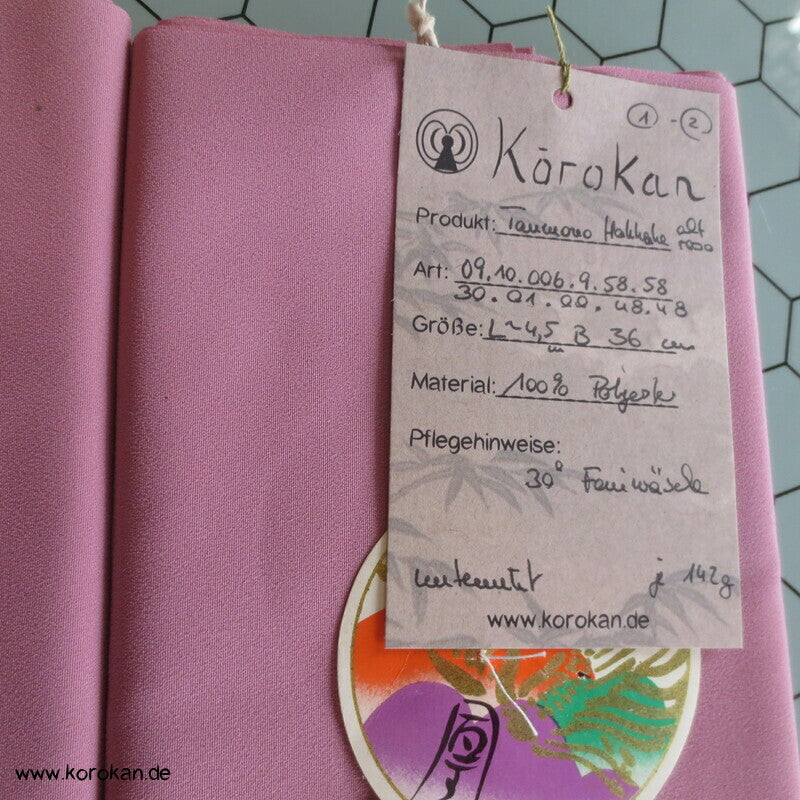 1 - 2
KōroKan
Produkt: Tanmono Hakkake alt rosa
Art: 09.10.006.9.58.58
30.01.00.48.48
Größe: L~4,5 m B 36 cm
Material: 100% Polyester
Pflegehinweise:
30° Feinwäsche
unbenutzt je 142g
www.korokan.de
www.korokan.de